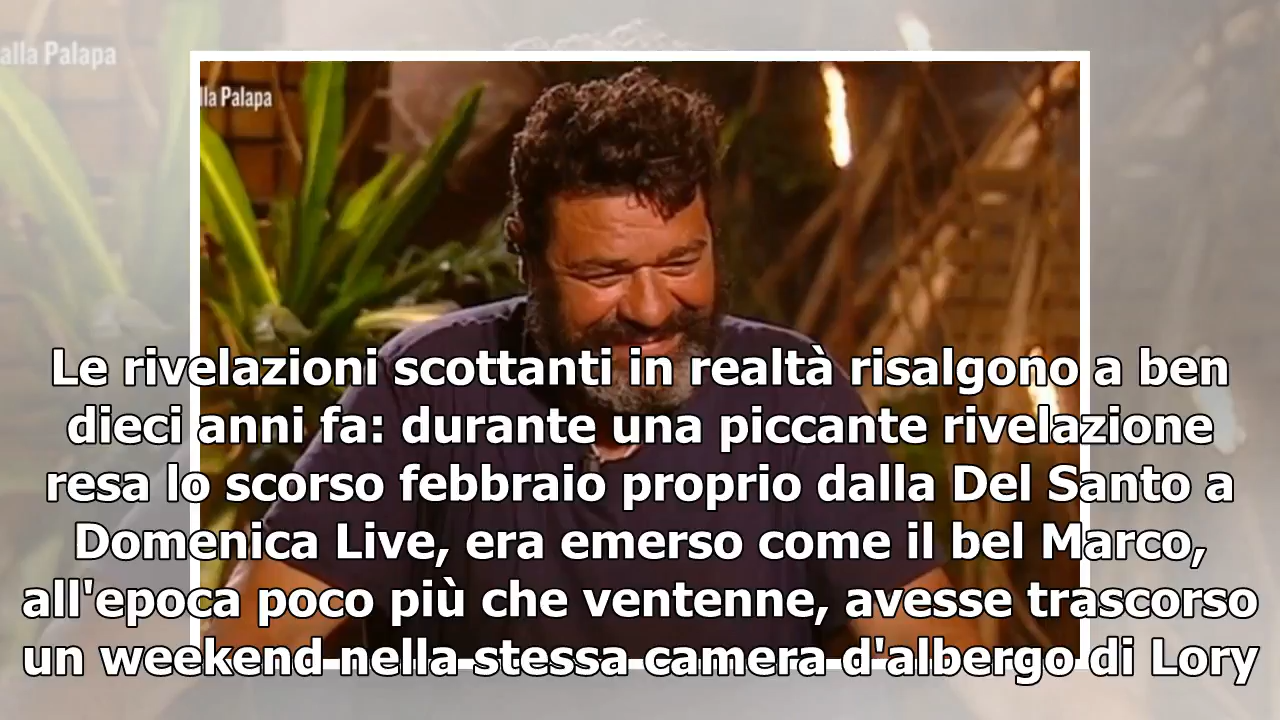 alla Palapa
lla Palapa
Le rivelazioni scottanti in realtà risalgono a ben
dieci anni fa: durante una piccante rivelazione
resa lo scorso febbraio proprio dalla Del Santo a
Domenica Live, era emerso come il bel Marco,
all'epoca poco più che ventenne, avesse trascorso
un weekend nella stessa camera d'albergo di Lory